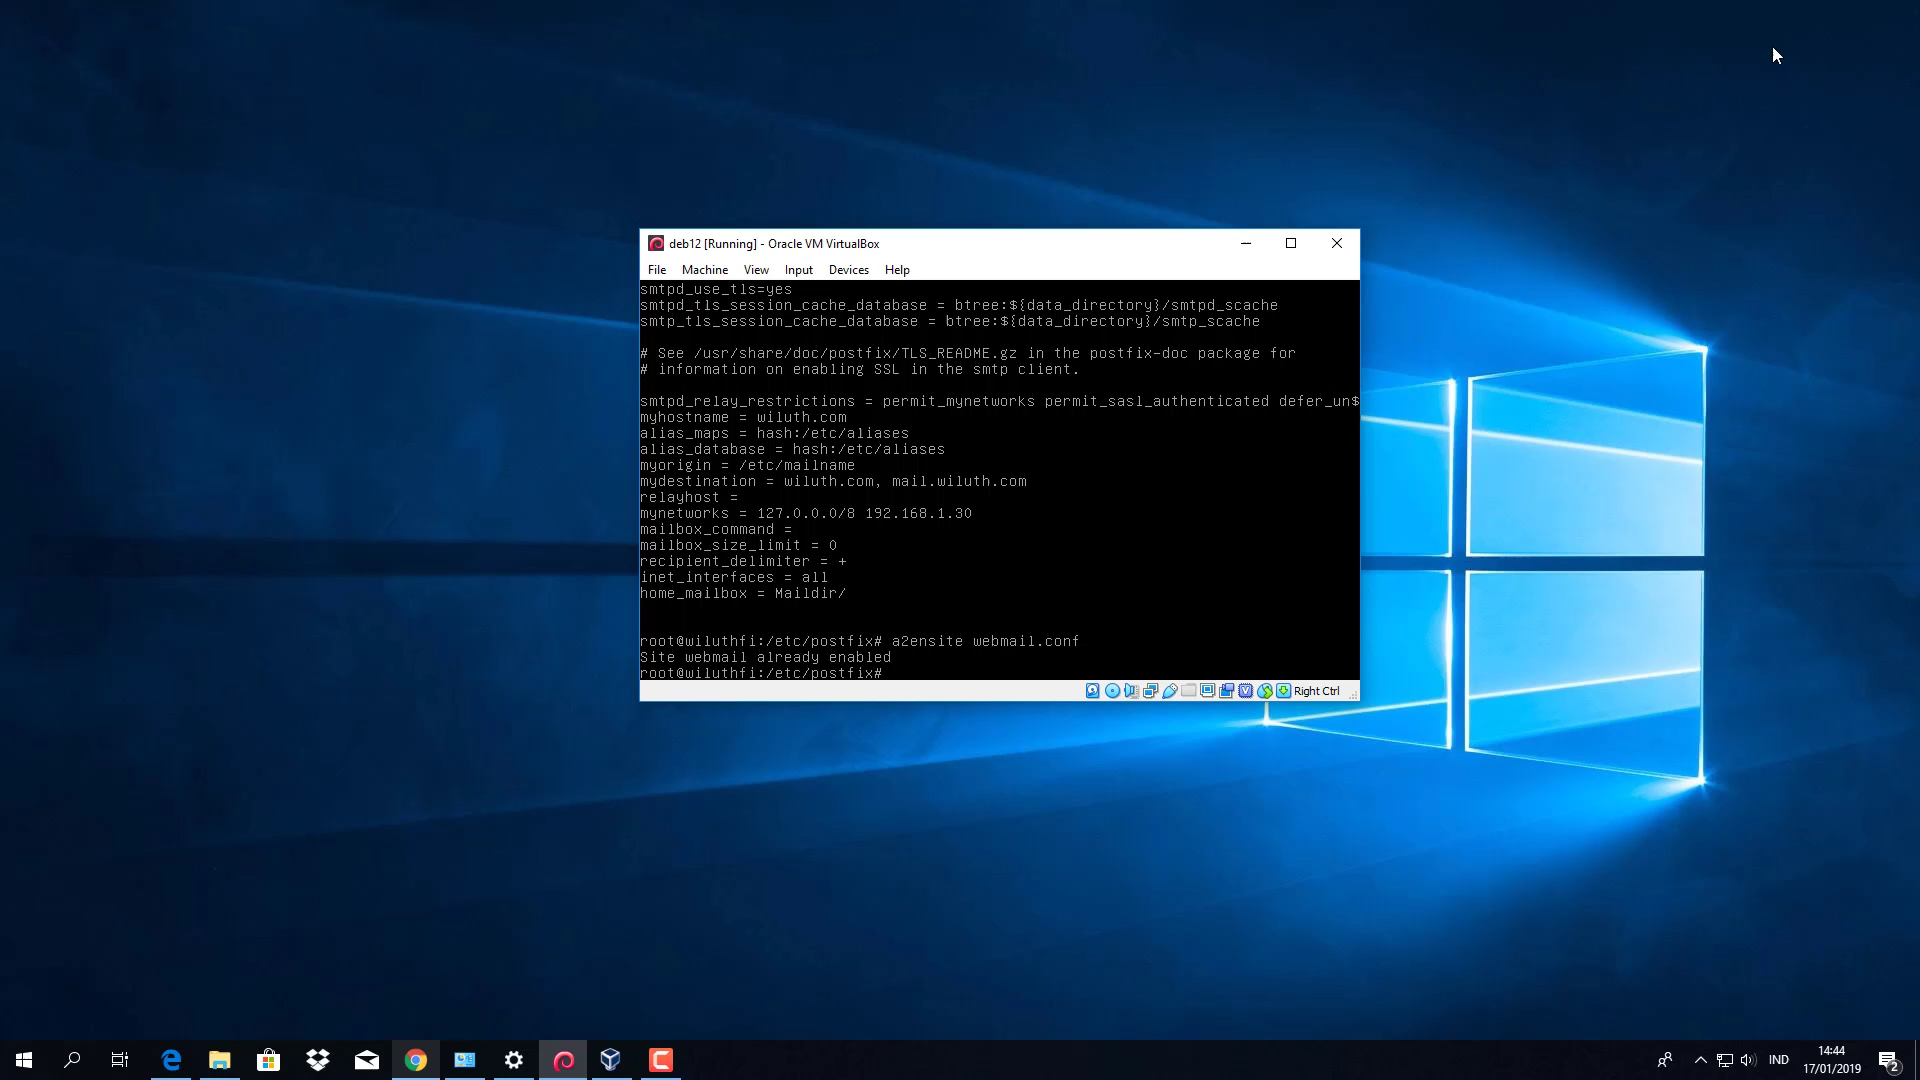 deb12 [Running] - Oracle VM VirtualBox
File Machine View Input Devices Help
smtpd_use_tls=yes
smtpd_tls_session_cache_database = btree:${data_directory}/smtpd_scache
smtp_tls_session_cache_database = btree:${data_directory}/smtp_scache
# See /usr/share/doc/postfix/TLS_README.gz in the postfix-doc package for
# information on enabling SSL in the smtp client.
smtpd_relay_restrictions = permit_mynetworks permit_sasl_authenticated defer_un$
myhostname = wiluth.com
alias_maps = hash:/etc/aliases
alias_database = hash:/etc/aliases
myorigin = /etc/mailname
mydestination = wiluth.com, mail.wiluth.com
relayhost =
mynetworks = 127.0.0.0/8 192.168.1.30
mailbox_command =
mailbox_size_limit = 0
recipient_delimiter = +
inet_interfaces = all
home_mailbox = Maildir/
root@wiluthfi:/etc/postfix# a2ensite webmail.conf
Site webmail already enabled
root@wiluthfi:/etc/postfix#
Right Ctrl
IND
14:44
17/01/2019
2